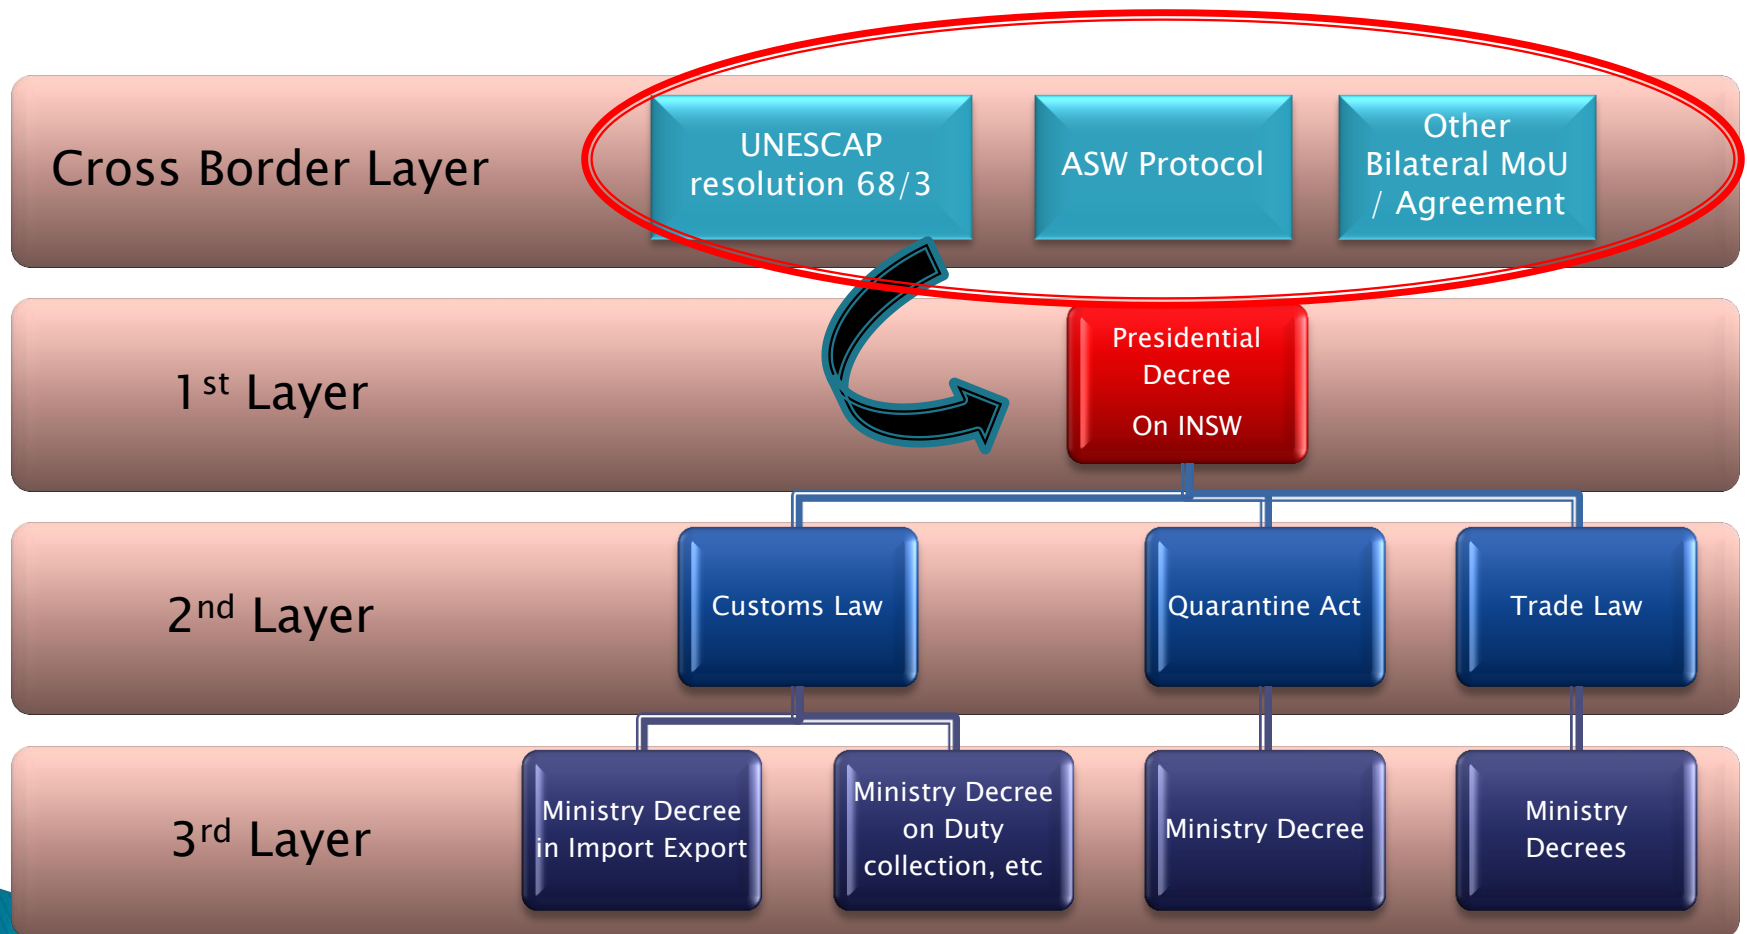 Cross Border Layer
UNESCAP
resolution 68/3
ASW Protocol
Other
Bilateral MoU
/ Agreement
1st Layer
Presidential
Decree
On INSW
2nd Layer
Customs Law
Quarantine Act
Trade Law
3rd Layer
Ministry Decree
in Import Export
Ministry Decree
on Duty
collection, etc
Ministry Decree
Ministry
Decrees